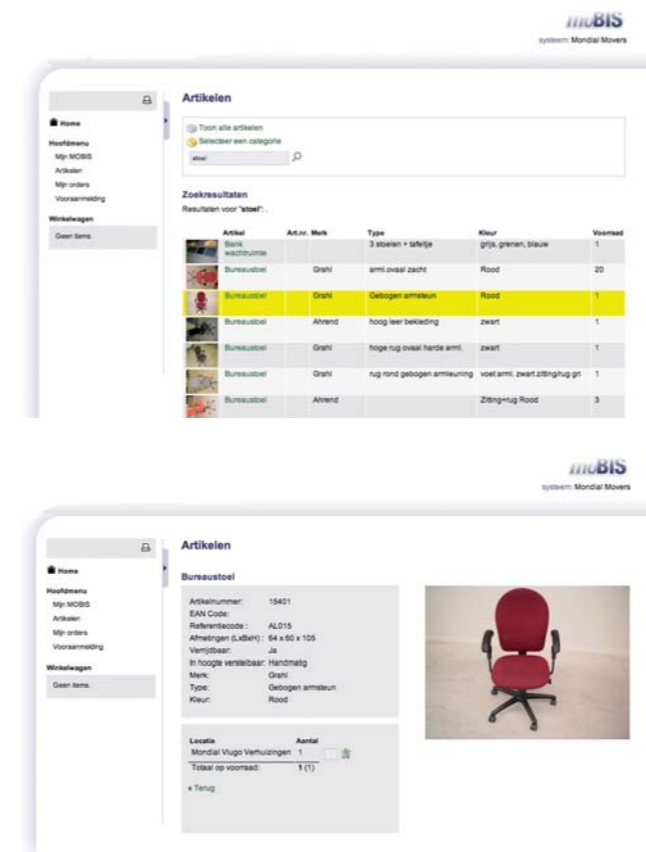 moBIS
systeem: Mondial Movers
Artikelen
Home
Toon alle artikelen
Selecteer een categorie
stoel
Hoofdmenu
Mijn MOBIS
Artikelen
Mijn orders
Vooraanmelding
Winkelwagen
Geen items.
Zoekresultaten
Resultaten voor "stoel": .
Artikel Art.nr. Merk Type Kleur Voorraad
Bank wachtruimte 3 stoelen + tafeltje grijs, grenen, blauw 1
Bureaustoel Grahl arml.ovaal zacht Rood 20
Bureaustoel Grahl Gebogen armsteun Rood 1
Bureaustoel Ahrend hoog leer bekleding zwart 1
Bureaustoel Grahl hoge rug ovaal harde arml. zwart 1
Bureaustoel Grahl rug rond gebogen armleuning voet arml. zwart zitting/rug gri 1
Bureaustoel Ahrend Zitting+rug Rood 3
moBIS
systeem: Mondial Movers
Artikelen
Home
Hoofdmenu
Mijn MOBIS
Artikelen
Mijn orders
Vooraanmelding
Winkelwagen
Geen items.
Bureaustoel
Artikelnummer: 15401
EAN Code:
Referentiecode : AL015
Afmetingen (LxBxH) : 64 x 60 x 105
Verrijdbaar: Ja
In hoogte verstelbaar: Handmatig
Merk: Grahl
Type: Gebogen armsteun
Kleur: Rood
Locatie Aantal
Mondial Vlugo Verhuizingen 1
Totaal op voorraad: 1 (1)
« Terug